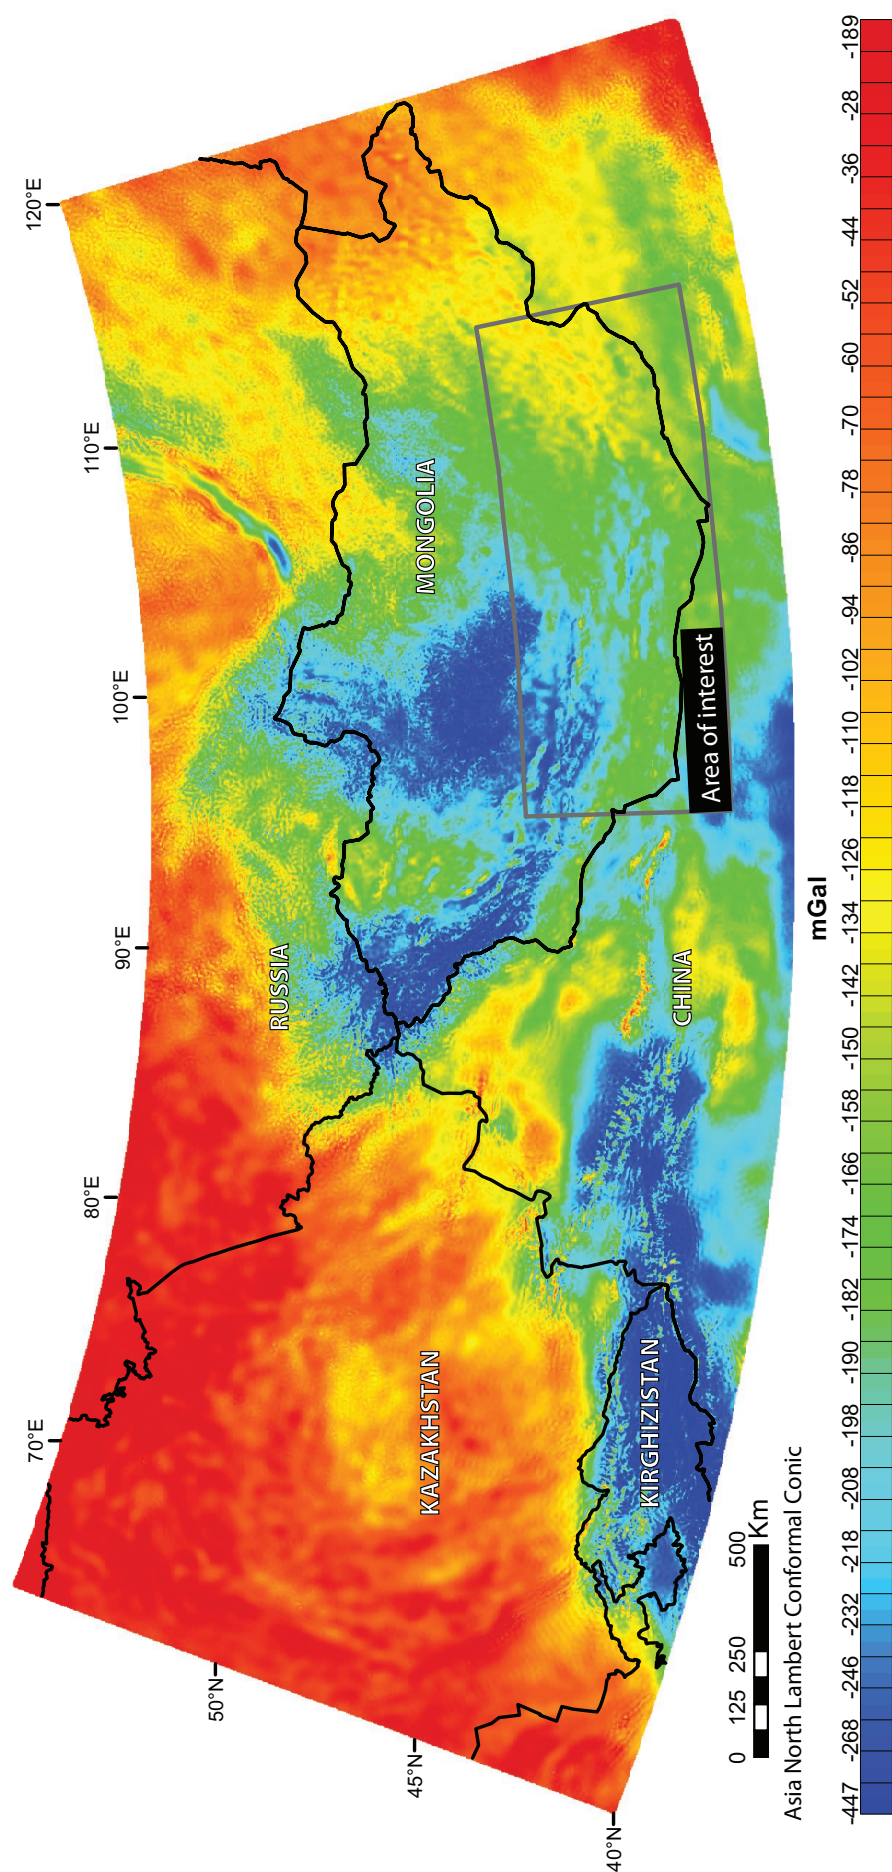 120°E
110°E
100°E
90°E
80°E
70°E
50°N
45°N
40°N
RUSSIA
MONGOLIA
KAZAKHSTAN
CHINA
KIRGHIZISTAN
Area of interest
0 125 250 500
Km
Asia North Lambert Conformal Conic
mGal
-447 -268 -246 -232 -218 -208 -198 -190 -182 -174 -166 -158 -150 -142 -134 -126 -118 -110 -102 -94 -86 -78 -70 -60 -52 -44 -36 -28 -189